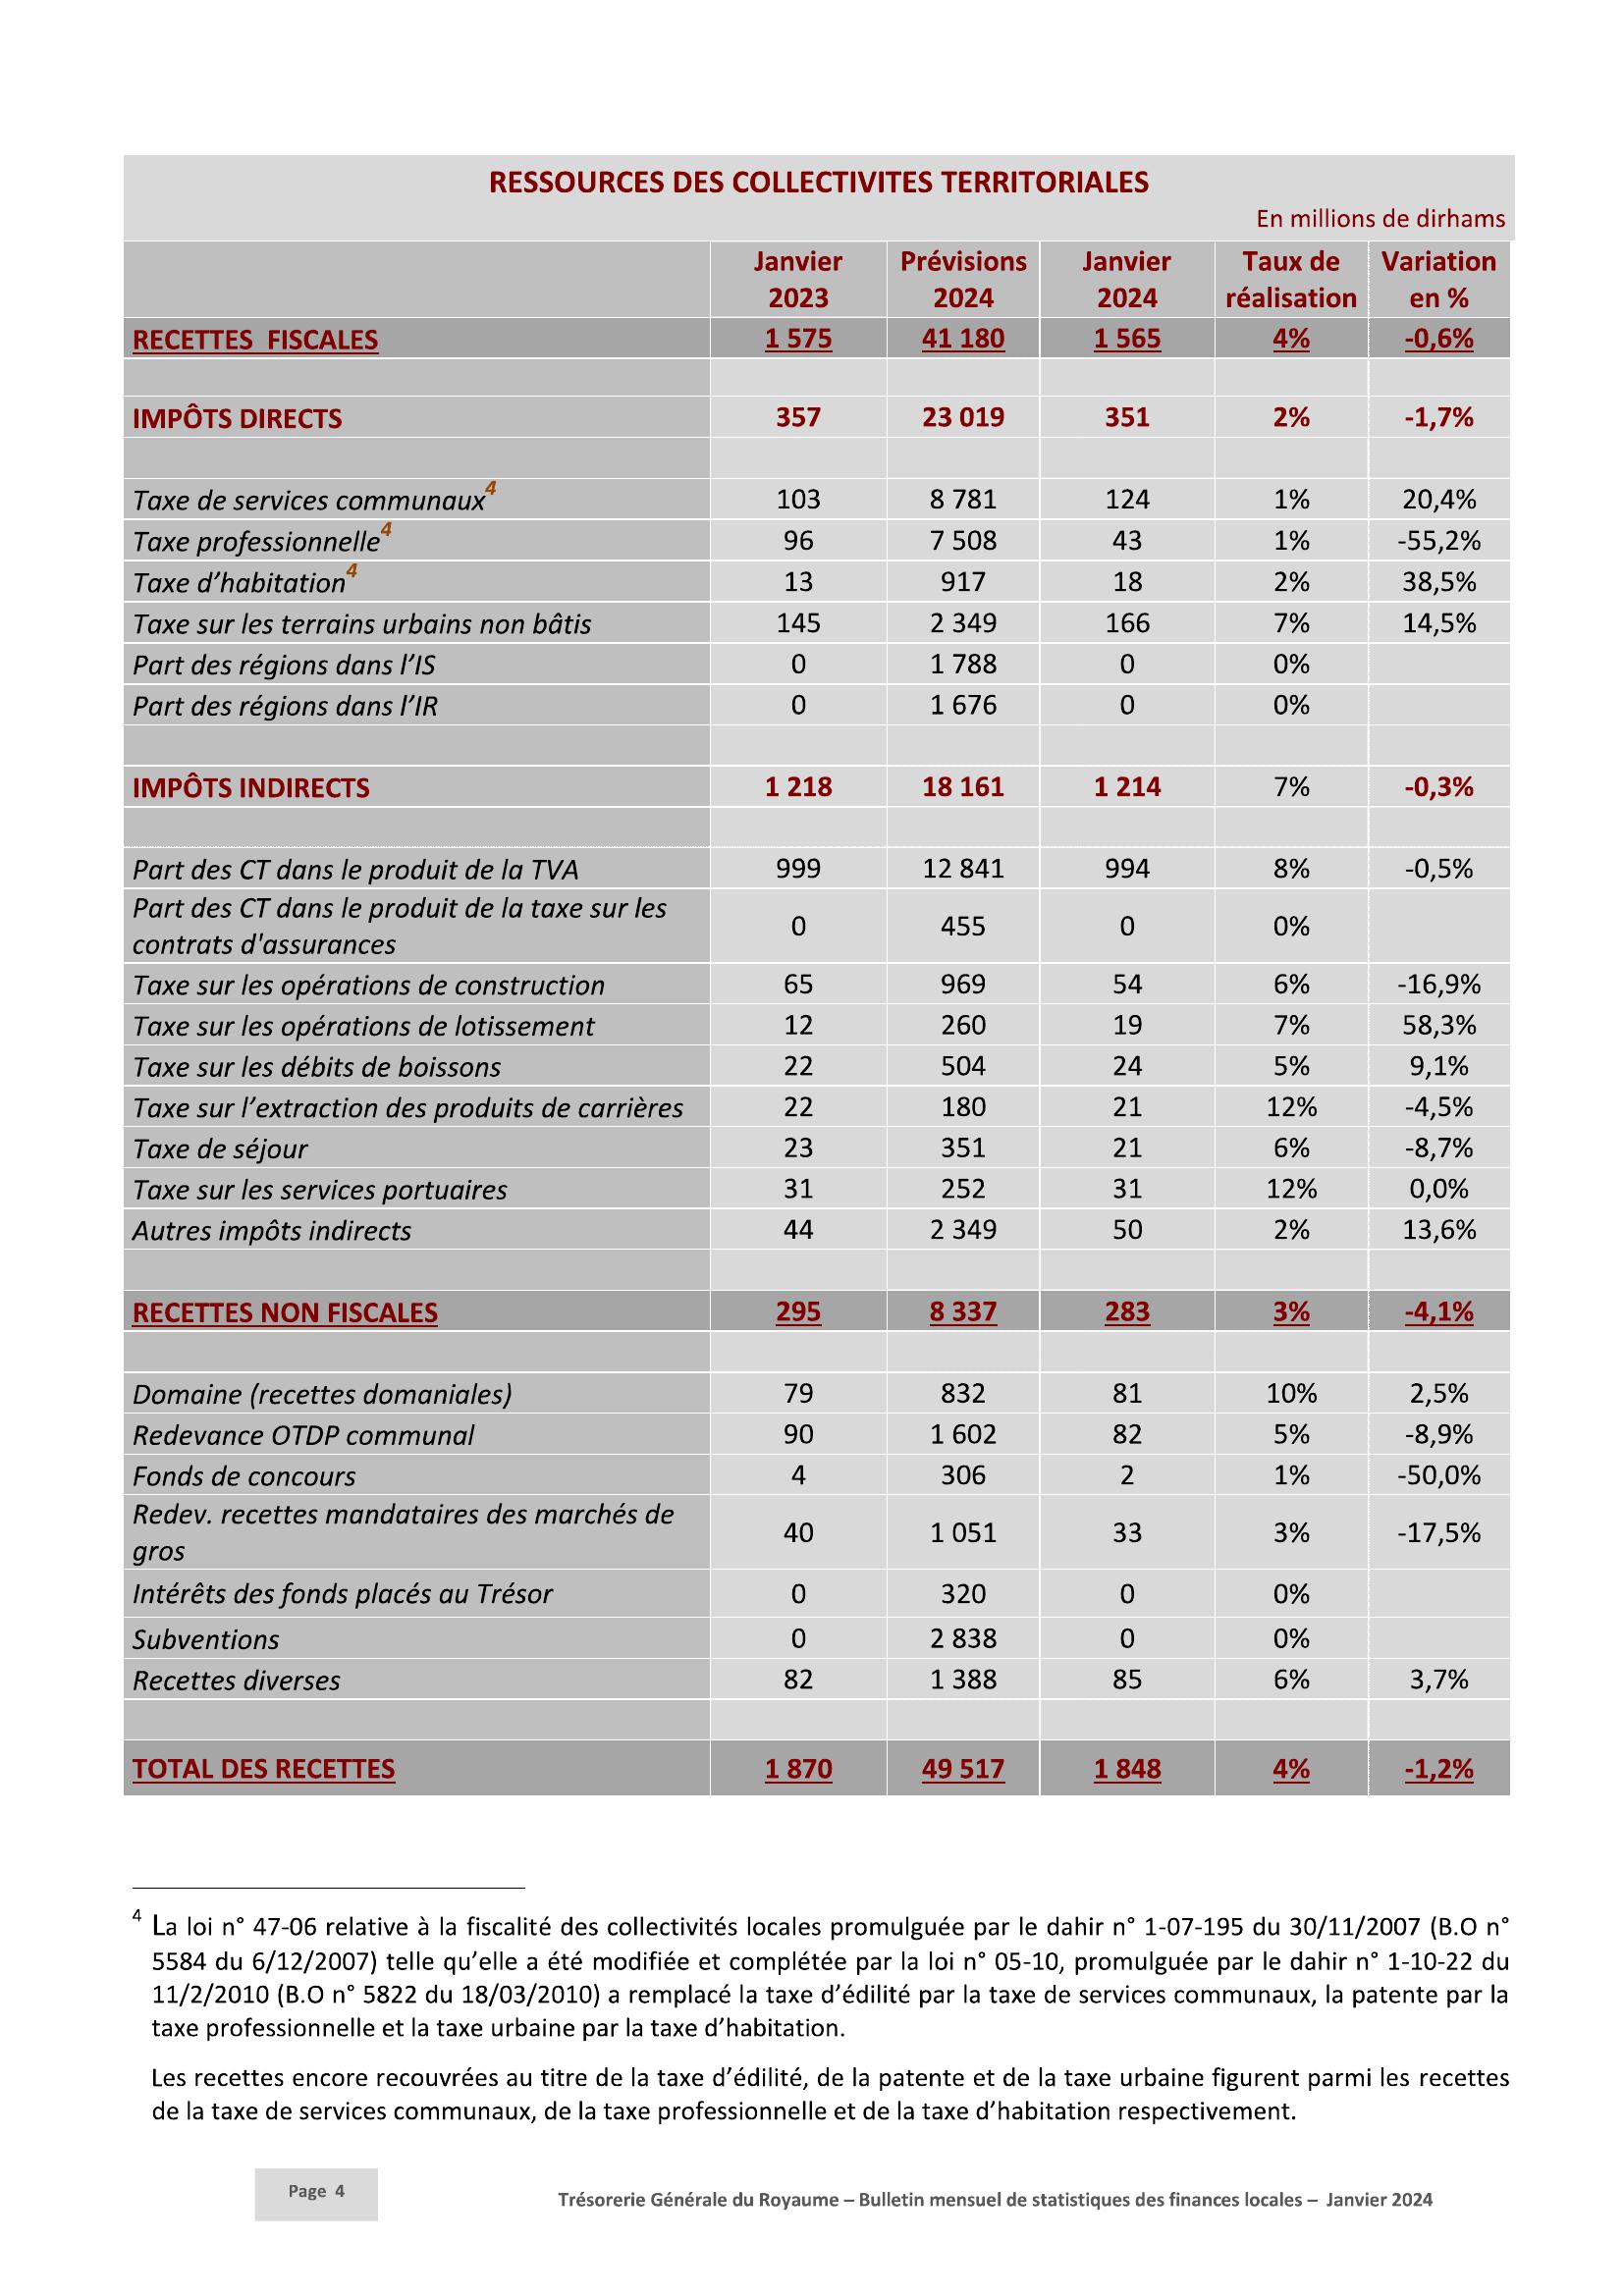 RESSOURCES DES COLLECTIVITES TERRITORIALES
En millions de dirhams
Janvier 2023 Prévisions 2024 Janvier 2024 Taux de réalisation Variation en %
RECETTES FISCALES 1 575 41 180 1 565 4% -0,6%
IMPÔTS DIRECTS 357 23 019 351 2% -1,7%
Taxe de services communaux4 103 8 781 124 1% 20,4%
Taxe professionnelle4 96 7 508 43 1% -55,2%
Taxe d’habitation4 13 917 18 2% 38,5%
Taxe sur les terrains urbains non bâtis 145 2 349 166 7% 14,5%
Part des régions dans l’IS 0 1 788 0 0%
Part des régions dans l’IR 0 1 676 0 0%
IMPÔTS INDIRECTS 1 218 18 161 1 214 7% -0,3%
Part des CT dans le produit de la TVA 999 12 841 994 8% -0,5%
Part des CT dans le produit de la taxe sur les
contrats d'assurances 0 455 0 0%
Taxe sur les opérations de construction 65 969 54 6% -16,9%
Taxe sur les opérations de lotissement 12 260 19 7% 58,3%
Taxe sur les débits de boissons 22 504 24 5% 9,1%
Taxe sur l’extraction des produits de carrières 22 180 21 12% -4,5%
Taxe de séjour 23 351 21 6% -8,7%
Taxe sur les services portuaires 31 252 31 12% 0,0%
Autres impôts indirects 44 2 349 50 2% 13,6%
RECETTES NON FISCALES 295 8 337 283 3% -4,1%
Domaine (recettes domaniales) 79 832 81 10% 2,5%
Redevance OTDP communal 90 1 602 82 5% -8,9%
Fonds de concours 4 306 2 1% -50,0%
Redev. recettes mandataires des marchés de
gros 40 1 051 33 3% -17,5%
Intérêts des fonds placés au Trésor 0 320 0 0%
Subventions 0 2 838 0 0%
Recettes diverses 82 1 388 85 6% 3,7%
TOTAL DES RECETTES 1 870 49 517 1 848 4% -1,2%
4 La loi n° 47-06 relative à la fiscalité des collectivités locales promulguée par le dahir n° 1-07-195 du 30/11/2007 (B.O n°
5584 du 6/12/2007) telle qu’elle a été modifiée et complétée par la loi n° 05-10, promulguée par le dahir n° 1-10-22 du
11/2/2010 (B.O n° 5822 du 18/03/2010) a remplacé la taxe d’édilité par la taxe de services communaux, la patente par la
taxe professionnelle et la taxe urbaine par la taxe d’habitation.
Les recettes encore recouvrées au titre de la taxe d’édilité, de la patente et de la taxe urbaine figurent parmi les recettes
de la taxe de services communaux, de la taxe professionnelle et de la taxe d’habitation respectivement.
Page 4
Trésorerie Générale du Royaume – Bulletin mensuel de statistiques des finances locales – Janvier 2024